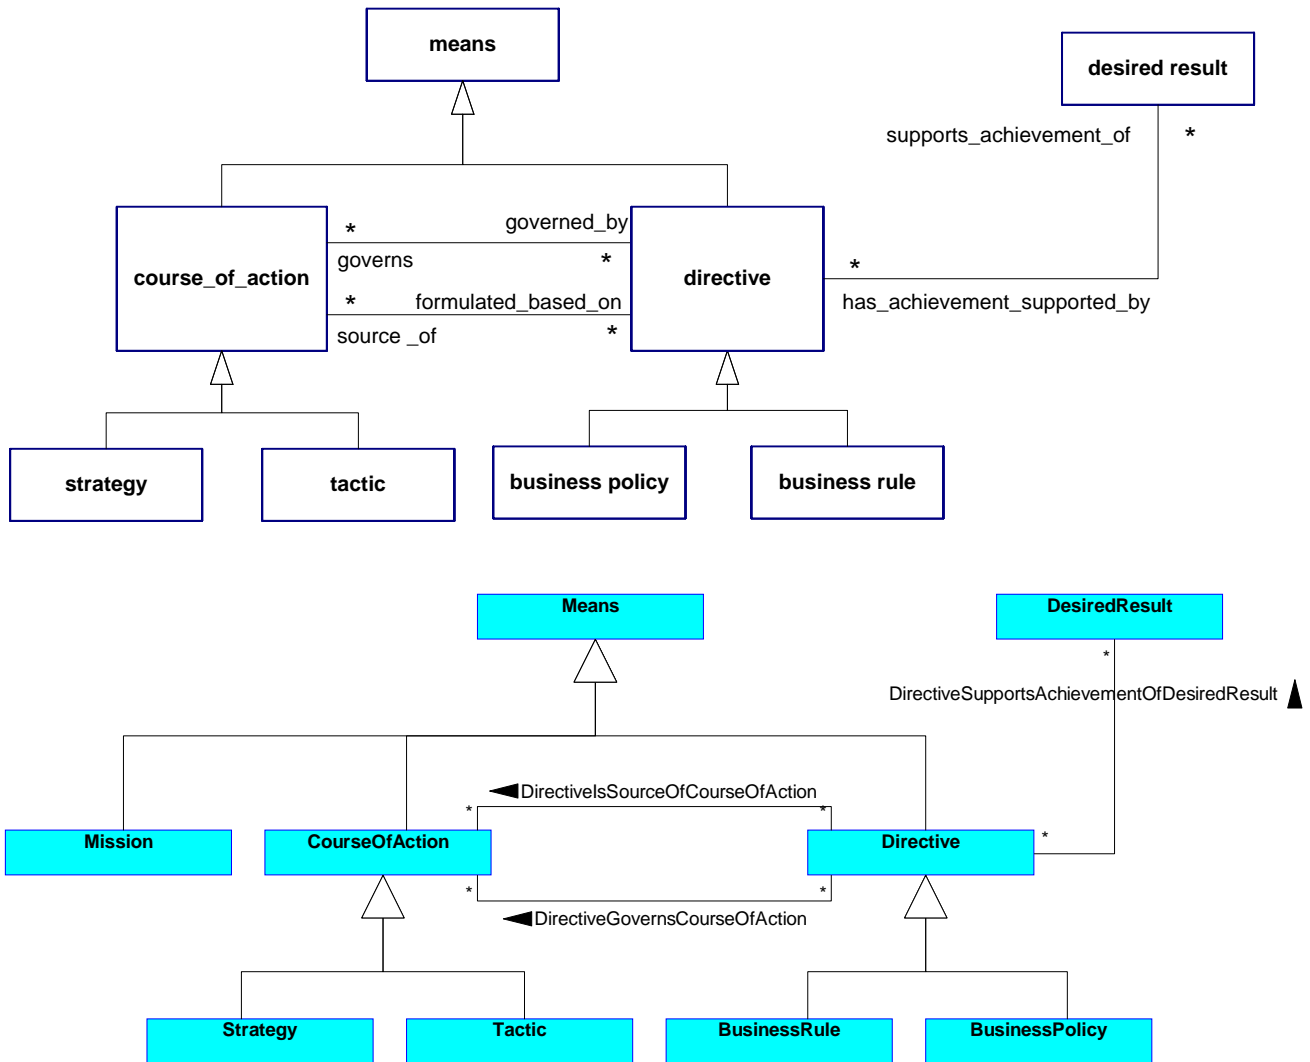 means
desired result
supports_achievement_of *
* governed_by
governs *
course_of_action
directive
*
* formulated_based_on
has_achievement_supported_by
source _of *
strategy
tactic
business policy
business rule
Means
DesiredResult
*
DirectiveSupportsAchievementOfDesiredResult
DirectiveIsSourceOfCourseOfAction
* *
Mission
CourseOfAction
Directive
*
* *
DirectiveGovernsCourseOfAction
Strategy
Tactic
BusinessRule
BusinessPolicy